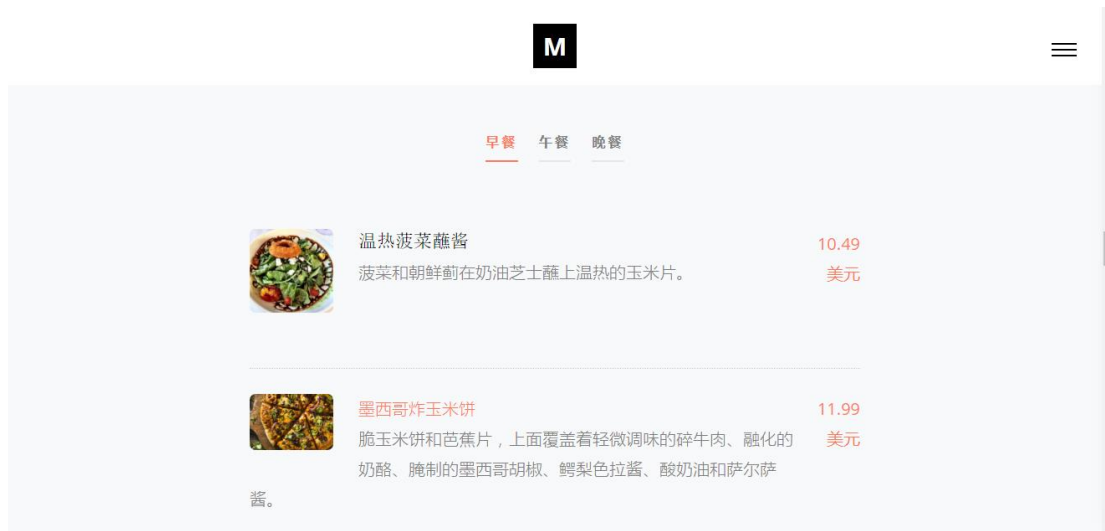 M
早餐 午餐 晚餐
温热菠菜蘸酱
10.49
菠菜和朝鲜蓟在奶油芝士蘸上温热的玉米片。
美元
墨西哥炸玉米饼
11.99
脆玉米饼和芭蕉片，上面覆盖着轻微调味的碎牛肉、融化的
美元
奶酪、腌制的墨西哥胡椒、鳄梨色拉酱、酸奶油和萨尔萨
酱。